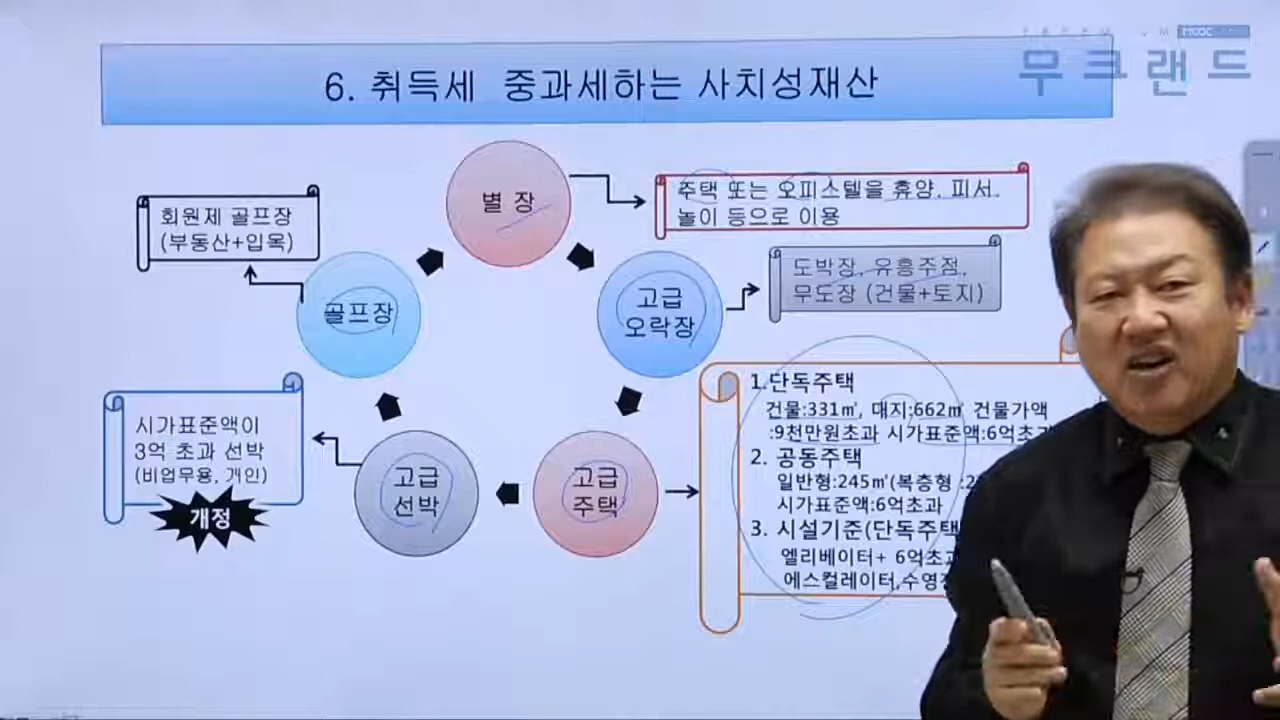 무크랜드
6. 취득세 중과세하는 사치성재산
별 장
주택 또는 오피스텔을 휴양, 피서,
놀이 등으로 이용
회원제 골프장
(부동산+입목)
골프장
고급
오락장
도박장, 유흥주점,
무도장 (건물+토지)
시가표준액이
3억 초과 선박
(비업무용, 개인)
개정
고급
선박
고급
주택
1.단독주택
건물:331㎡, 대지:662㎡ 건물가액
:9천만원초과 시가표준액:6억초과
2. 공동주택
일반형:245㎡(복층형
시가표준액:6억초과
3. 시설기준(단독주택
엘리베이터+ 6억초과
에스컬레이터,수영장